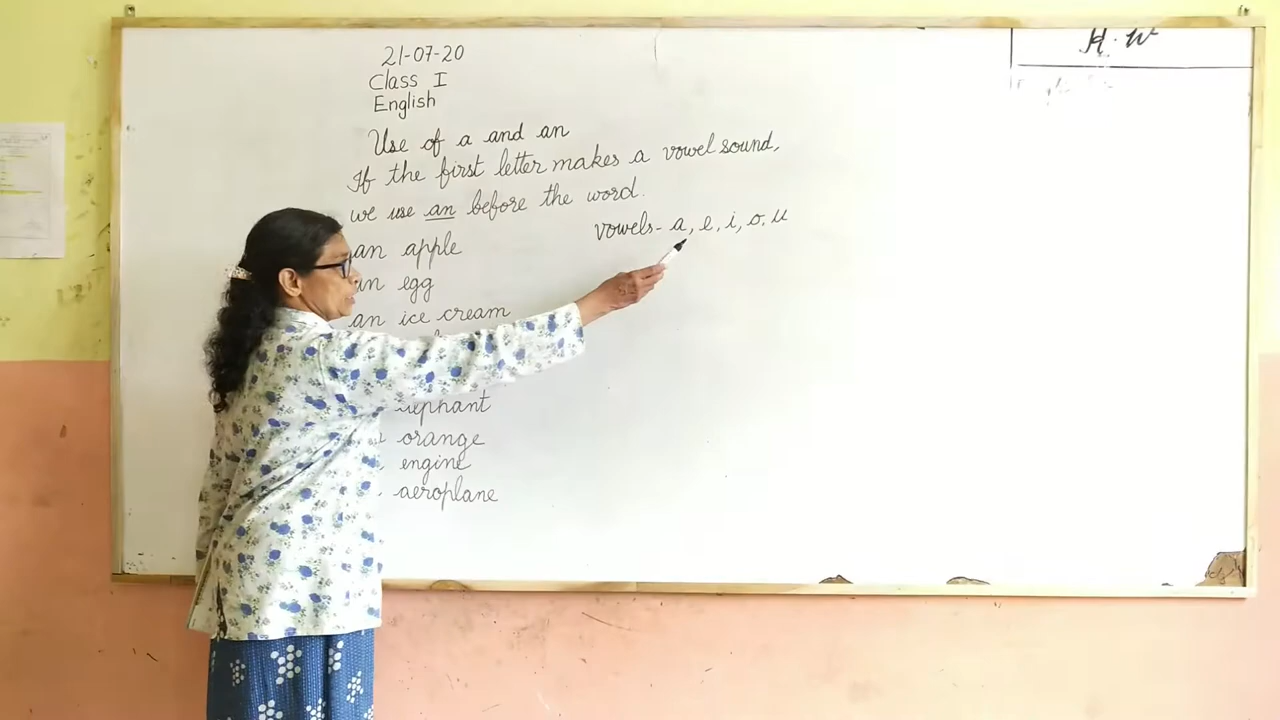 21-07-20
Class I
English
Use of a and an
If the first letter makes a vowel sound,
we use an before the word.
vowels- a, e, i, o, u
an apple
an egg
an ice cream
orange
engine
aeroplane
H.W